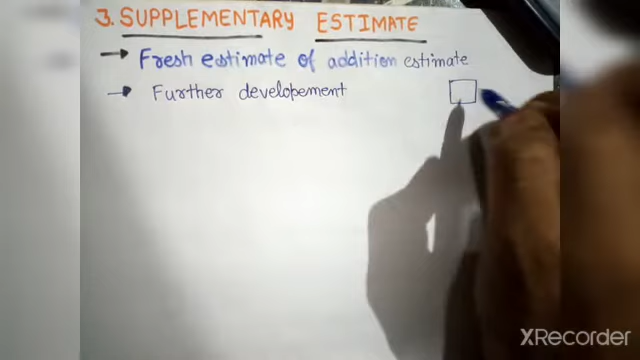 3. SUPPLEMENTARY ESTIMATE
→ Fresh estimate of addition estimate
→ Further developement
XRecorder